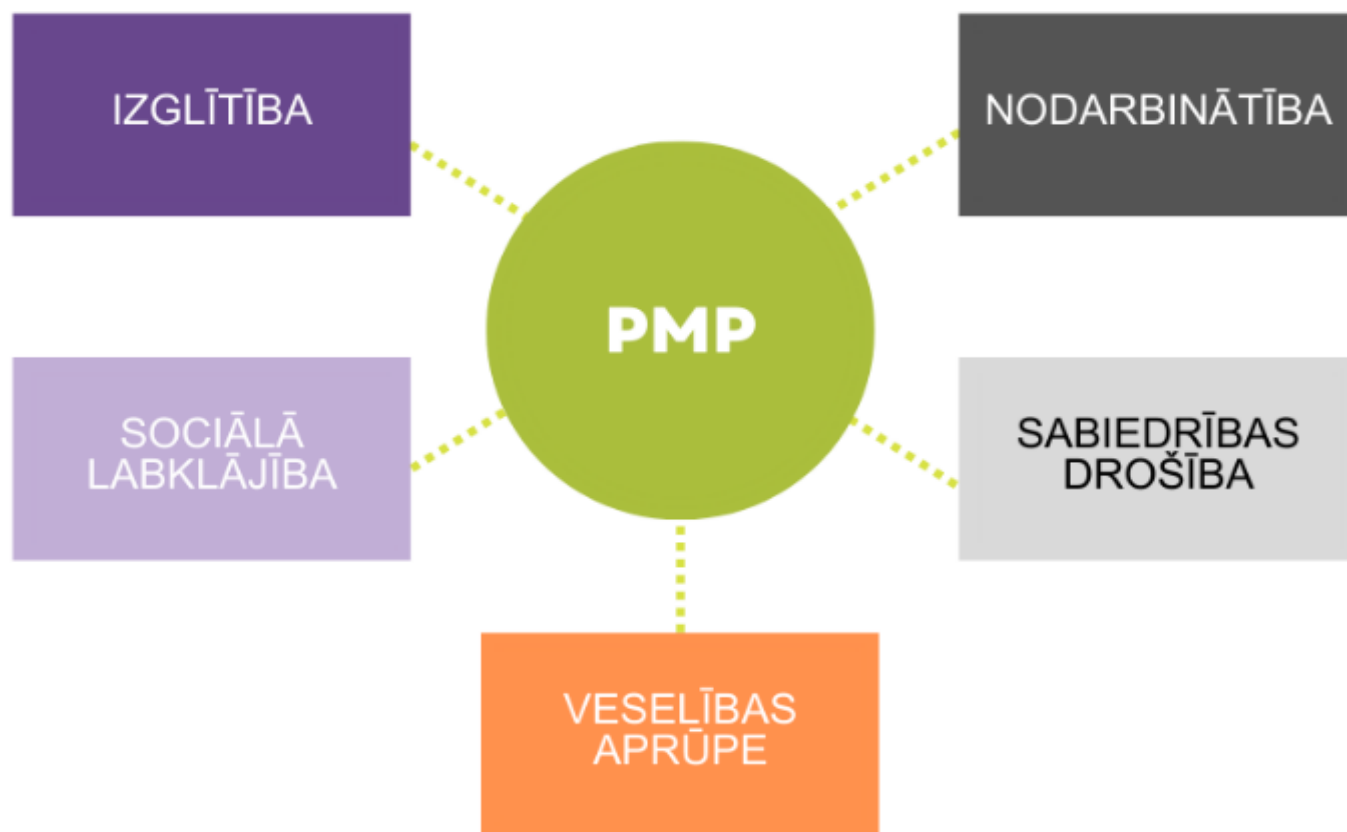 IZGLĪTĪBA
NODARBINĀTĪBA
PMP
SOCIĀLĀ
LABKLĀJĪBA
SABIEDRĪBAS
DROŠĪBA
VESELĪBAS
APRŪPE